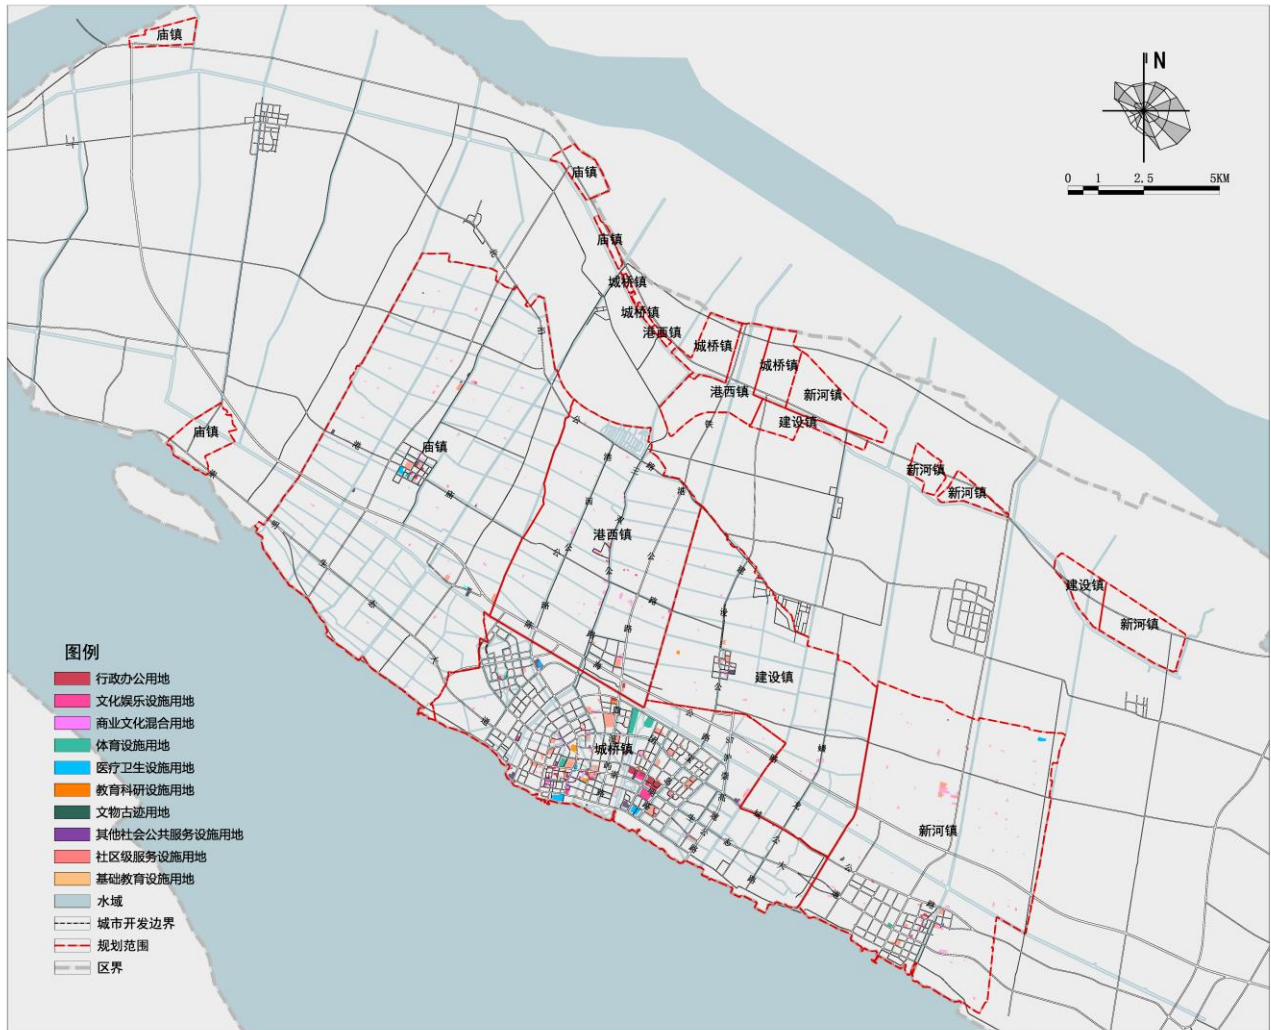 庙镇
N
0 1 2.5 5KM
庙镇
庙镇
城桥镇
城桥镇
港西镇
城桥镇
城桥镇
港西镇
新河镇
建设镇
庙镇
庙镇
新河镇
新河镇
港西镇
建设镇
新河镇
建设镇
城桥镇
新河镇
图例
行政办公用地
文化娱乐设施用地
商业文化混合用地
体育设施用地
医疗卫生设施用地
教育科研设施用地
文物古迹用地
其他社会公共服务设施用地
社区级服务设施用地
基础教育设施用地
水域
城市开发边界
规划范围
区界